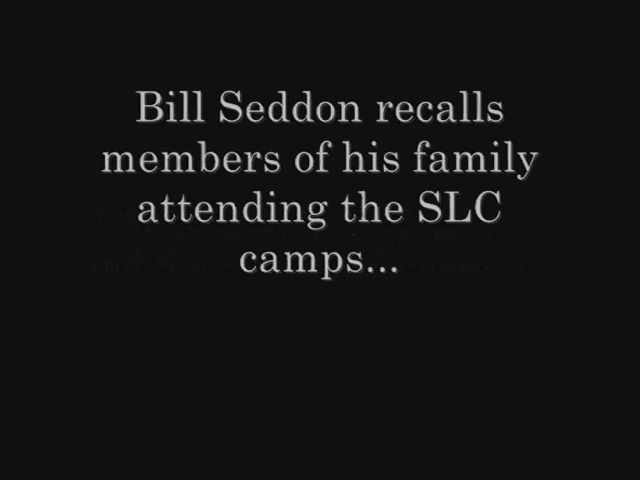 Bill Seddon recalls
members of his family
attending the SLC
camps...